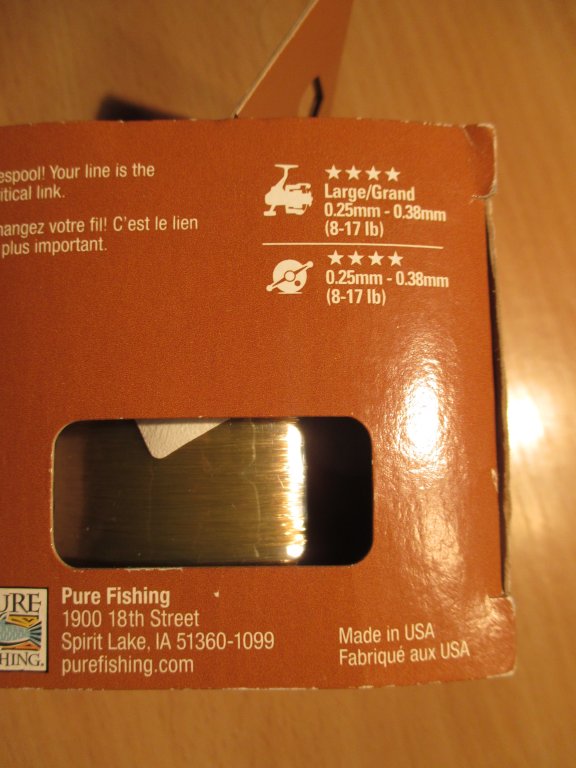 espool! Your line is the
itical link.
hangez votre fil! C'est le lien
plus important.
Large/Grand
0.25mm - 0.38mm
(8-17 lb)
0.25mm - 0.38mm
(8-17 lb)
URE
HING.
Pure Fishing
1900 18th Street
Spirit Lake, IA 51360-1099
purefishing.com
Made in USA
Fabriqué aux USA